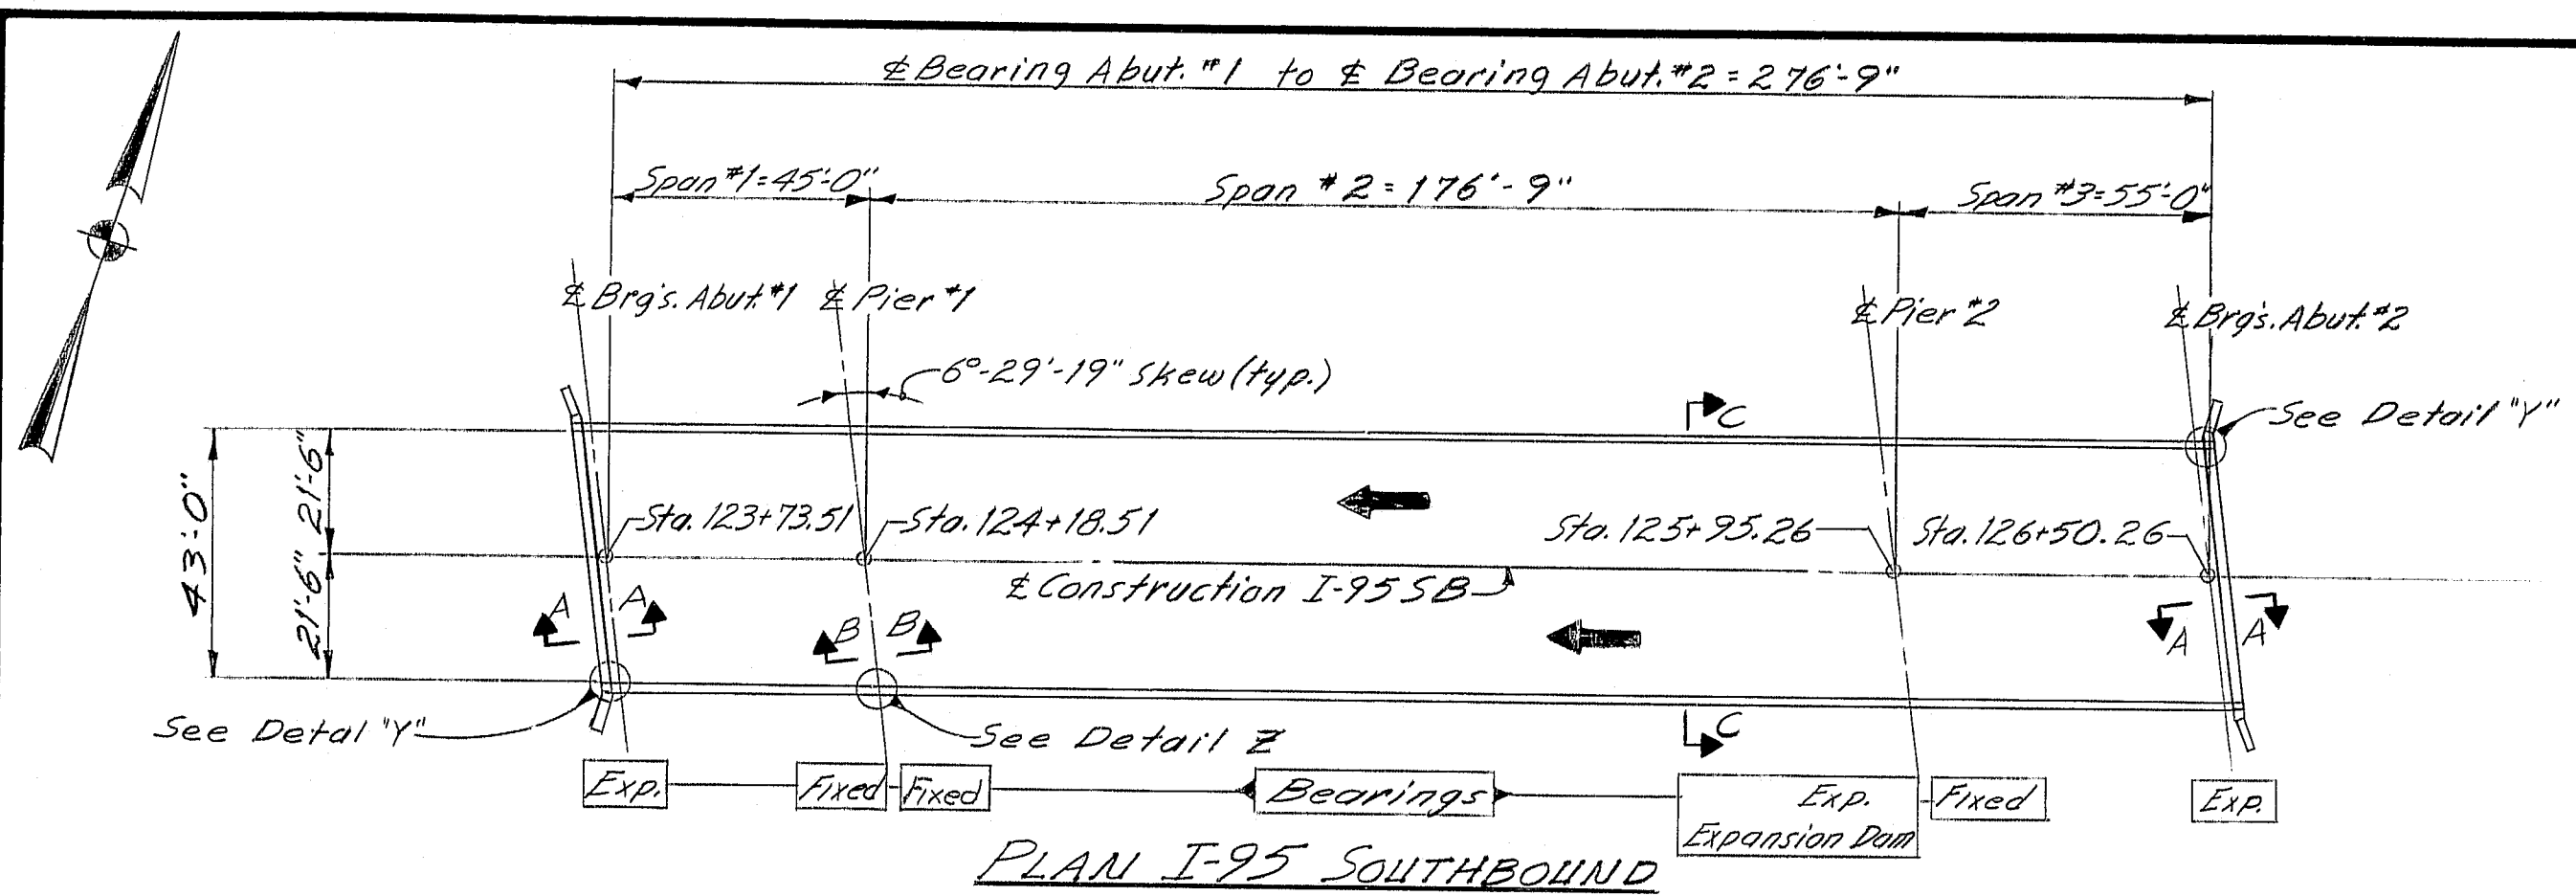 ℄ Bearing Abut. #1 to ℄ Bearing Abut. #2 = 276'-9"
Span #1=45'-0"
Span #2 = 176'-9"
Span #3=55'-0"
℄ Brg's. Abut. #1
℄ Pier #1
℄ Pier #2
℄ Brg's. Abut. #2
6°-29'-19" skew (typ.)
C
See Detail "Y"
43'-0"
21'-6"
21'-6"
Sta. 123+73.51
Sta. 124+18.51
Sta. 125+95.26
Sta. 126+50.26
℄ Construction I-95 SB
A
A
B
B
A
A
See Detal "Y"
See Detail Z
C
Exp.
Fixed
Fixed
Bearings
Exp.
Expansion Dam
Fixed
Exp.
PLAN I-95 SOUTHBOUND